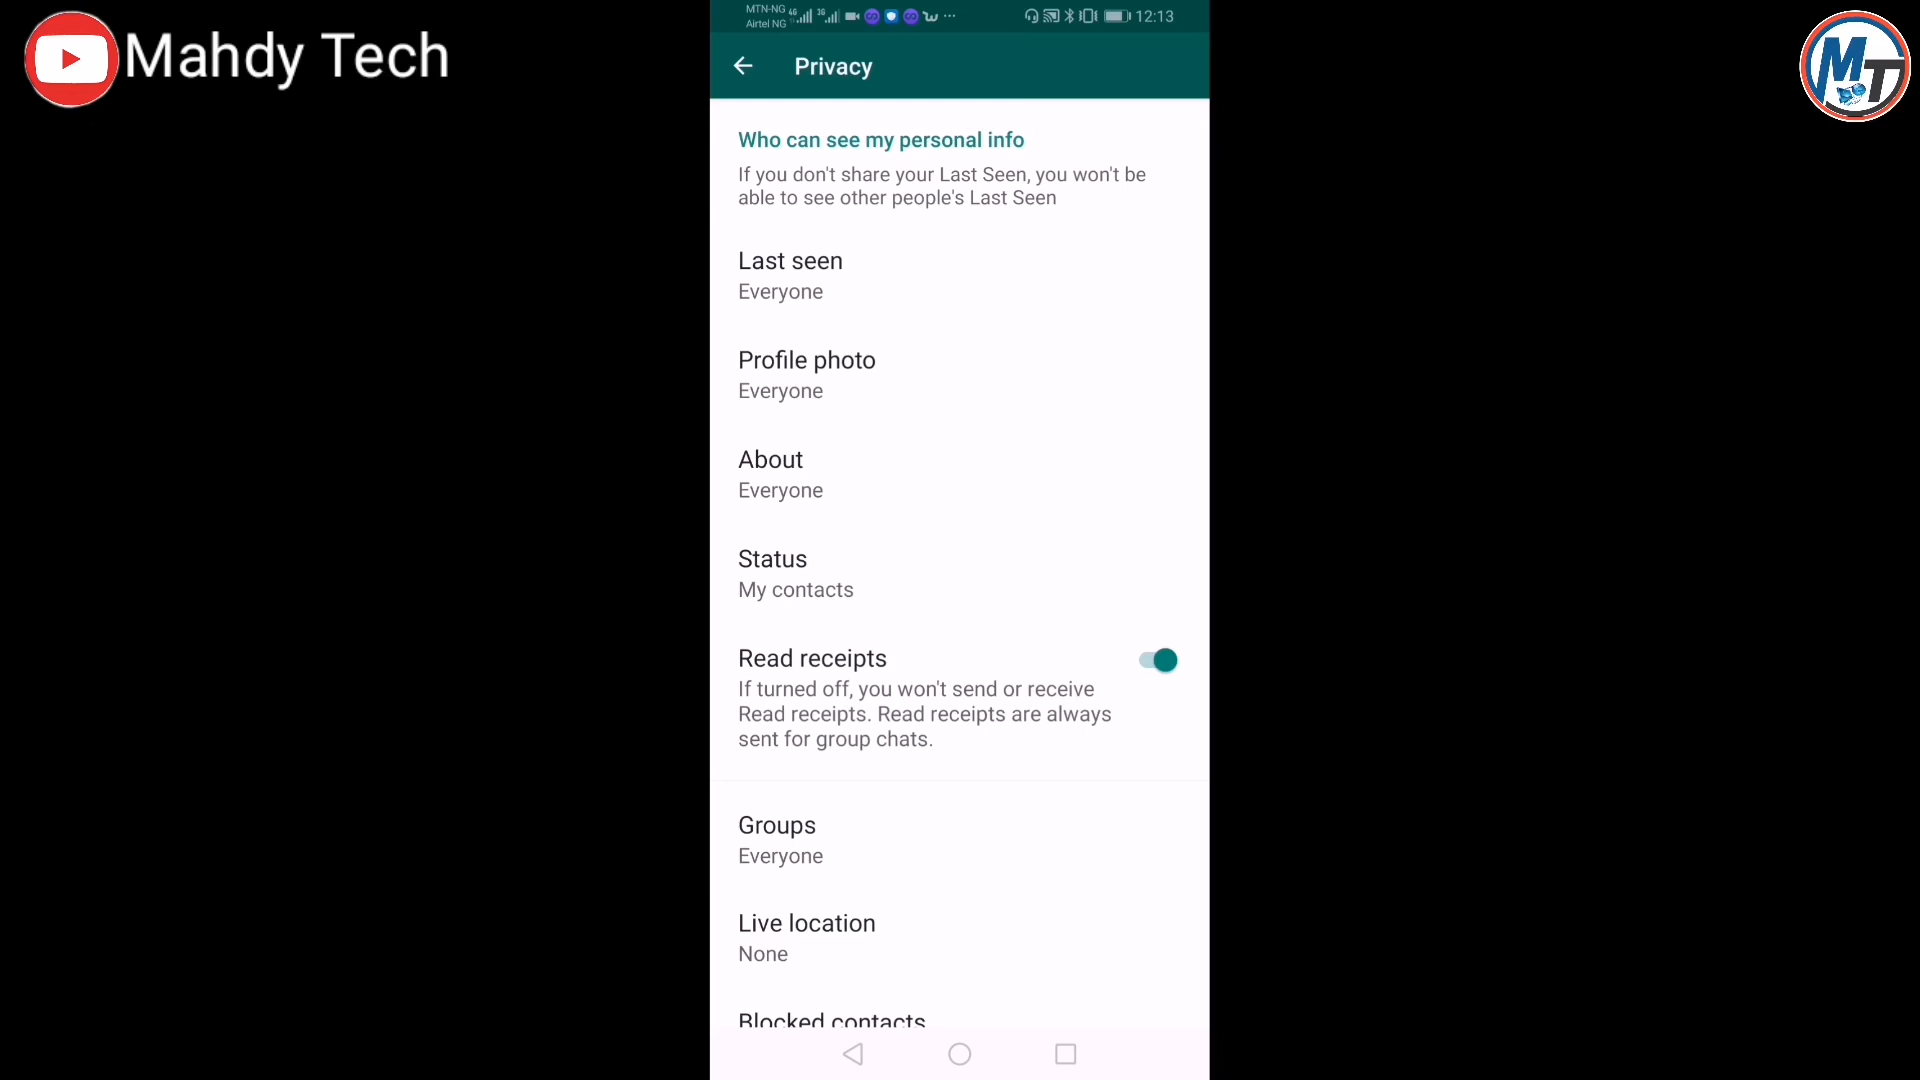 Mahdy Tech
MT
MTN-NG 4G 3G 12:13
Airtel NG
Privacy
Who can see my personal info
If you don't share your Last Seen, you won't be
able to see other people's Last Seen
Last seen
Everyone
Profile photo
Everyone
About
Everyone
Status
My contacts
Read receipts
If turned off, you won't send or receive
Read receipts. Read receipts are always
sent for group chats.
Groups
Everyone
Live location
None
Blocked contacts